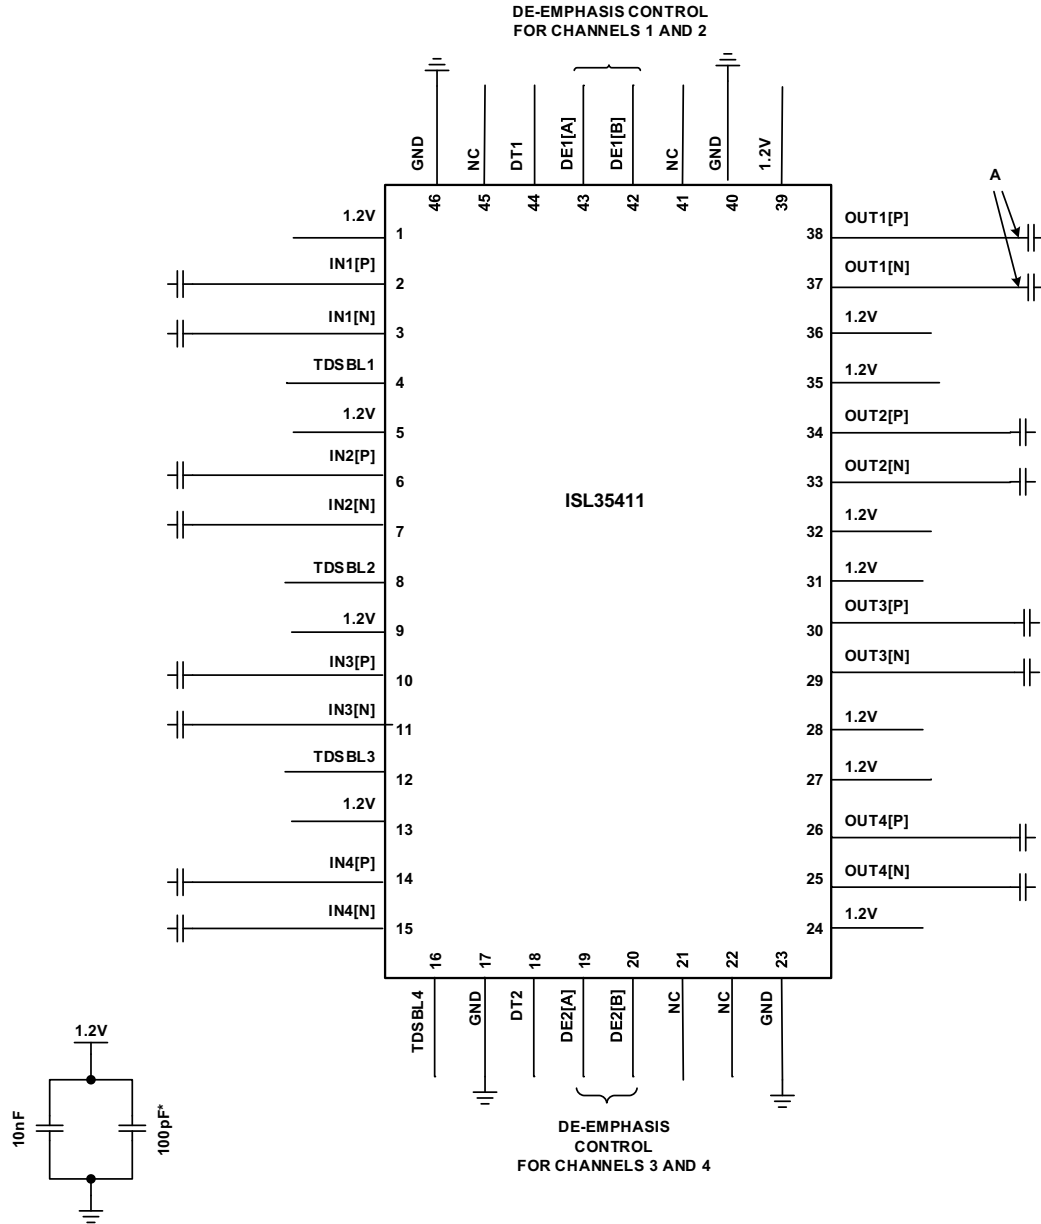 DE-EMPHASIS CONTROL
FOR CHANNELS 1 AND 2
GND
NC
DT1
DE1[A]
DE1[B]
NC
GND
1.2V
46
45
44
43
42
41
40
39
A
1.2V
1
IN1[P]
2
IN1[N]
3
TDSBL1
4
1.2V
5
IN2[P]
6
IN2[N]
7
TDSBL2
8
1.2V
9
IN3[P]
10
IN3[N]
11
TDSBL3
12
1.2V
13
IN4[P]
14
IN4[N]
15
ISL35411
38
OUT1[P]
37
OUT1[N]
36
1.2V
35
1.2V
34
OUT2[P]
33
OUT2[N]
32
1.2V
31
1.2V
30
OUT3[P]
29
OUT3[N]
28
1.2V
27
1.2V
26
OUT4[P]
25
OUT4[N]
24
1.2V
16
17
18
19
20
21
22
23
TDSBL4
GND
DT2
DE2[A]
DE2[B]
NC
NC
GND
DE-EMPHASIS
CONTROL
FOR CHANNELS 3 AND 4
1.2V
10nF
100pF*